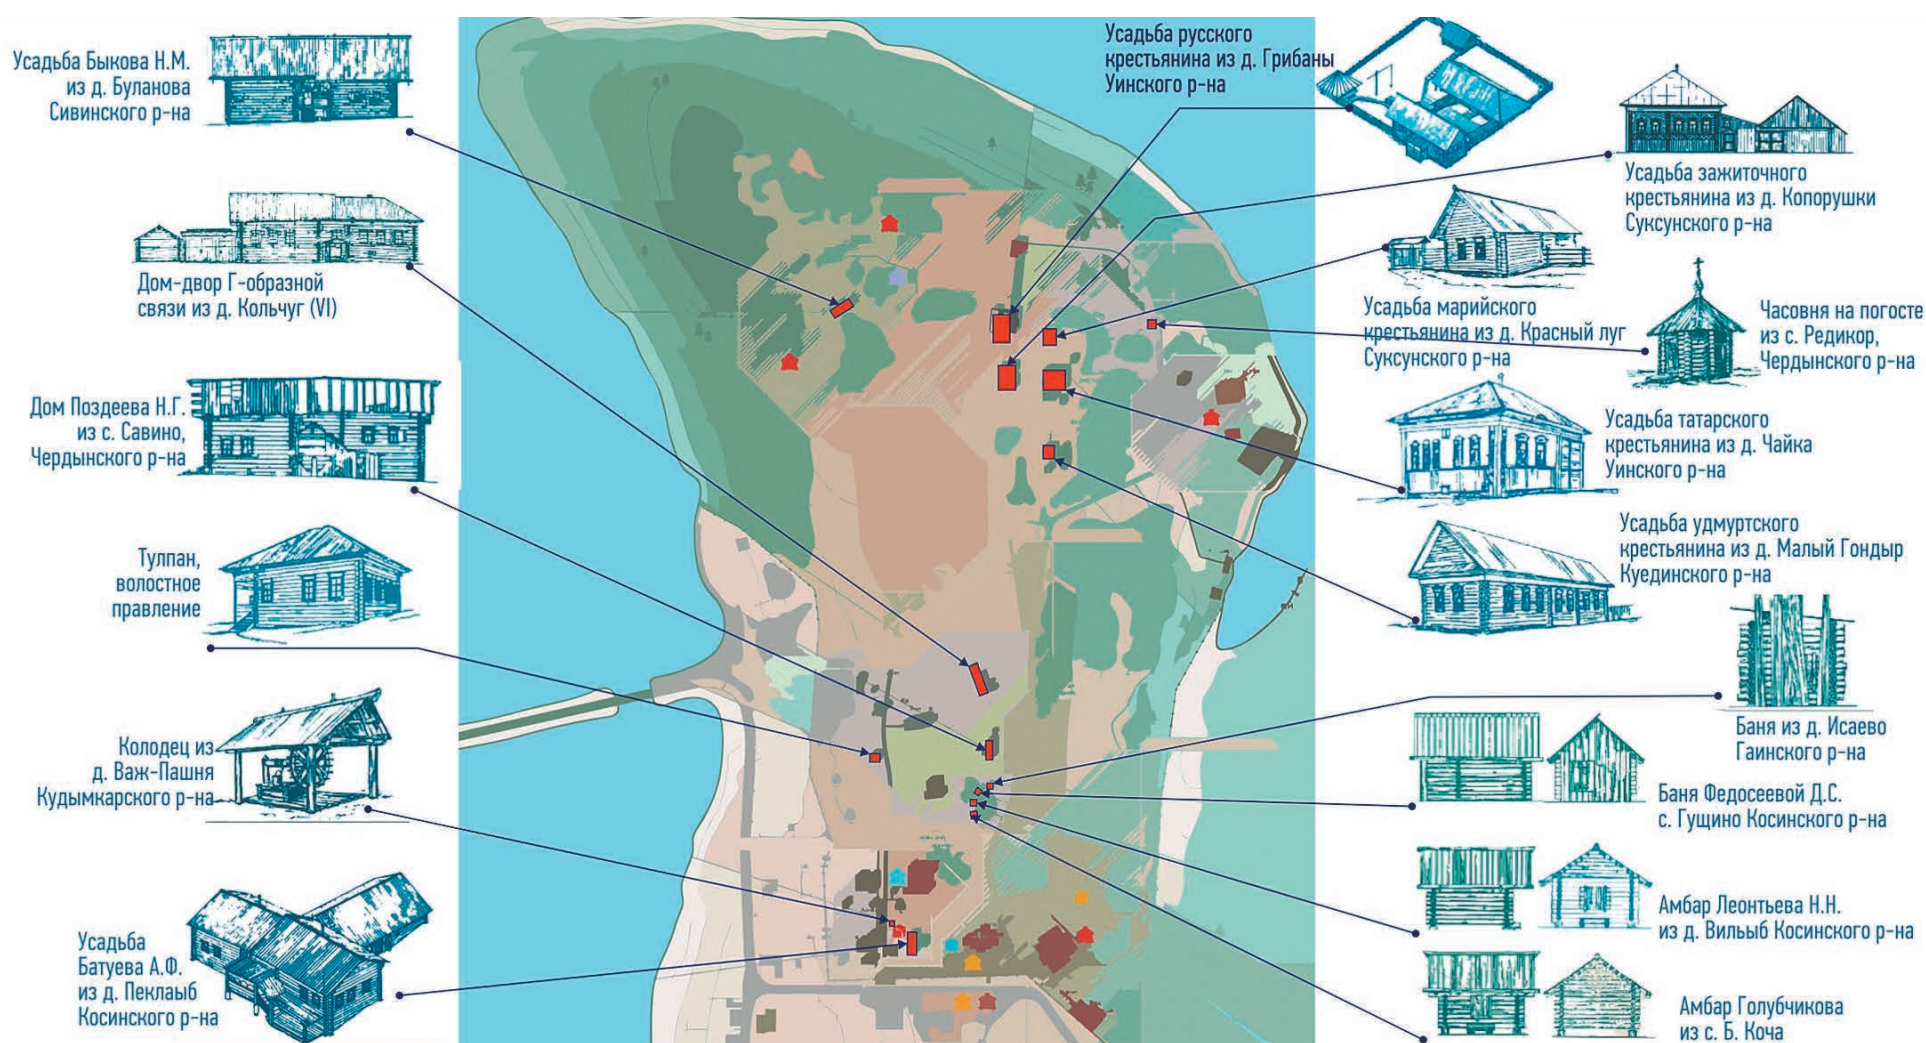 Усадьба Быкова Н.М.
из д. Буланова
Сивинского р-на
Дом-двор Г-образной
связи из д. Кольчуг (VI)
Дом Поздеева Н.Г.
из с. Савино,
Чердынского р-на
Тулпан,
волостное
правление
Колодец из
д. Важ-Пашня
Кудымкарского р-на
Усадьба
Батуева А.Ф.
из д. Пеклаыб
Косинского р-на
Усадьба русского
крестьянина из д. Грибаны
Уинского р-на
Усадьба зажиточного
крестьянина из д. Копорушки
Суксунского р-на
Усадьба марийского
крестьянина из д. Красный луг
Суксунского р-на
Часовня на погосте
из с. Редикор,
Чердынского р-на
Усадьба татарского
крестьянина из д. Чайка
Уинского р-на
Усадьба удмуртского
крестьянина из д. Малый Гондыр
Куединского р-на
Баня из д. Исаево
Гаинского р-на
Баня Федосеевой Д.С.
с. Гущино Косинского р-на
Амбар Леонтьева Н.Н.
из д. Вильыб Косинского р-на
Амбар Голубчикова
из с. Б. Коча